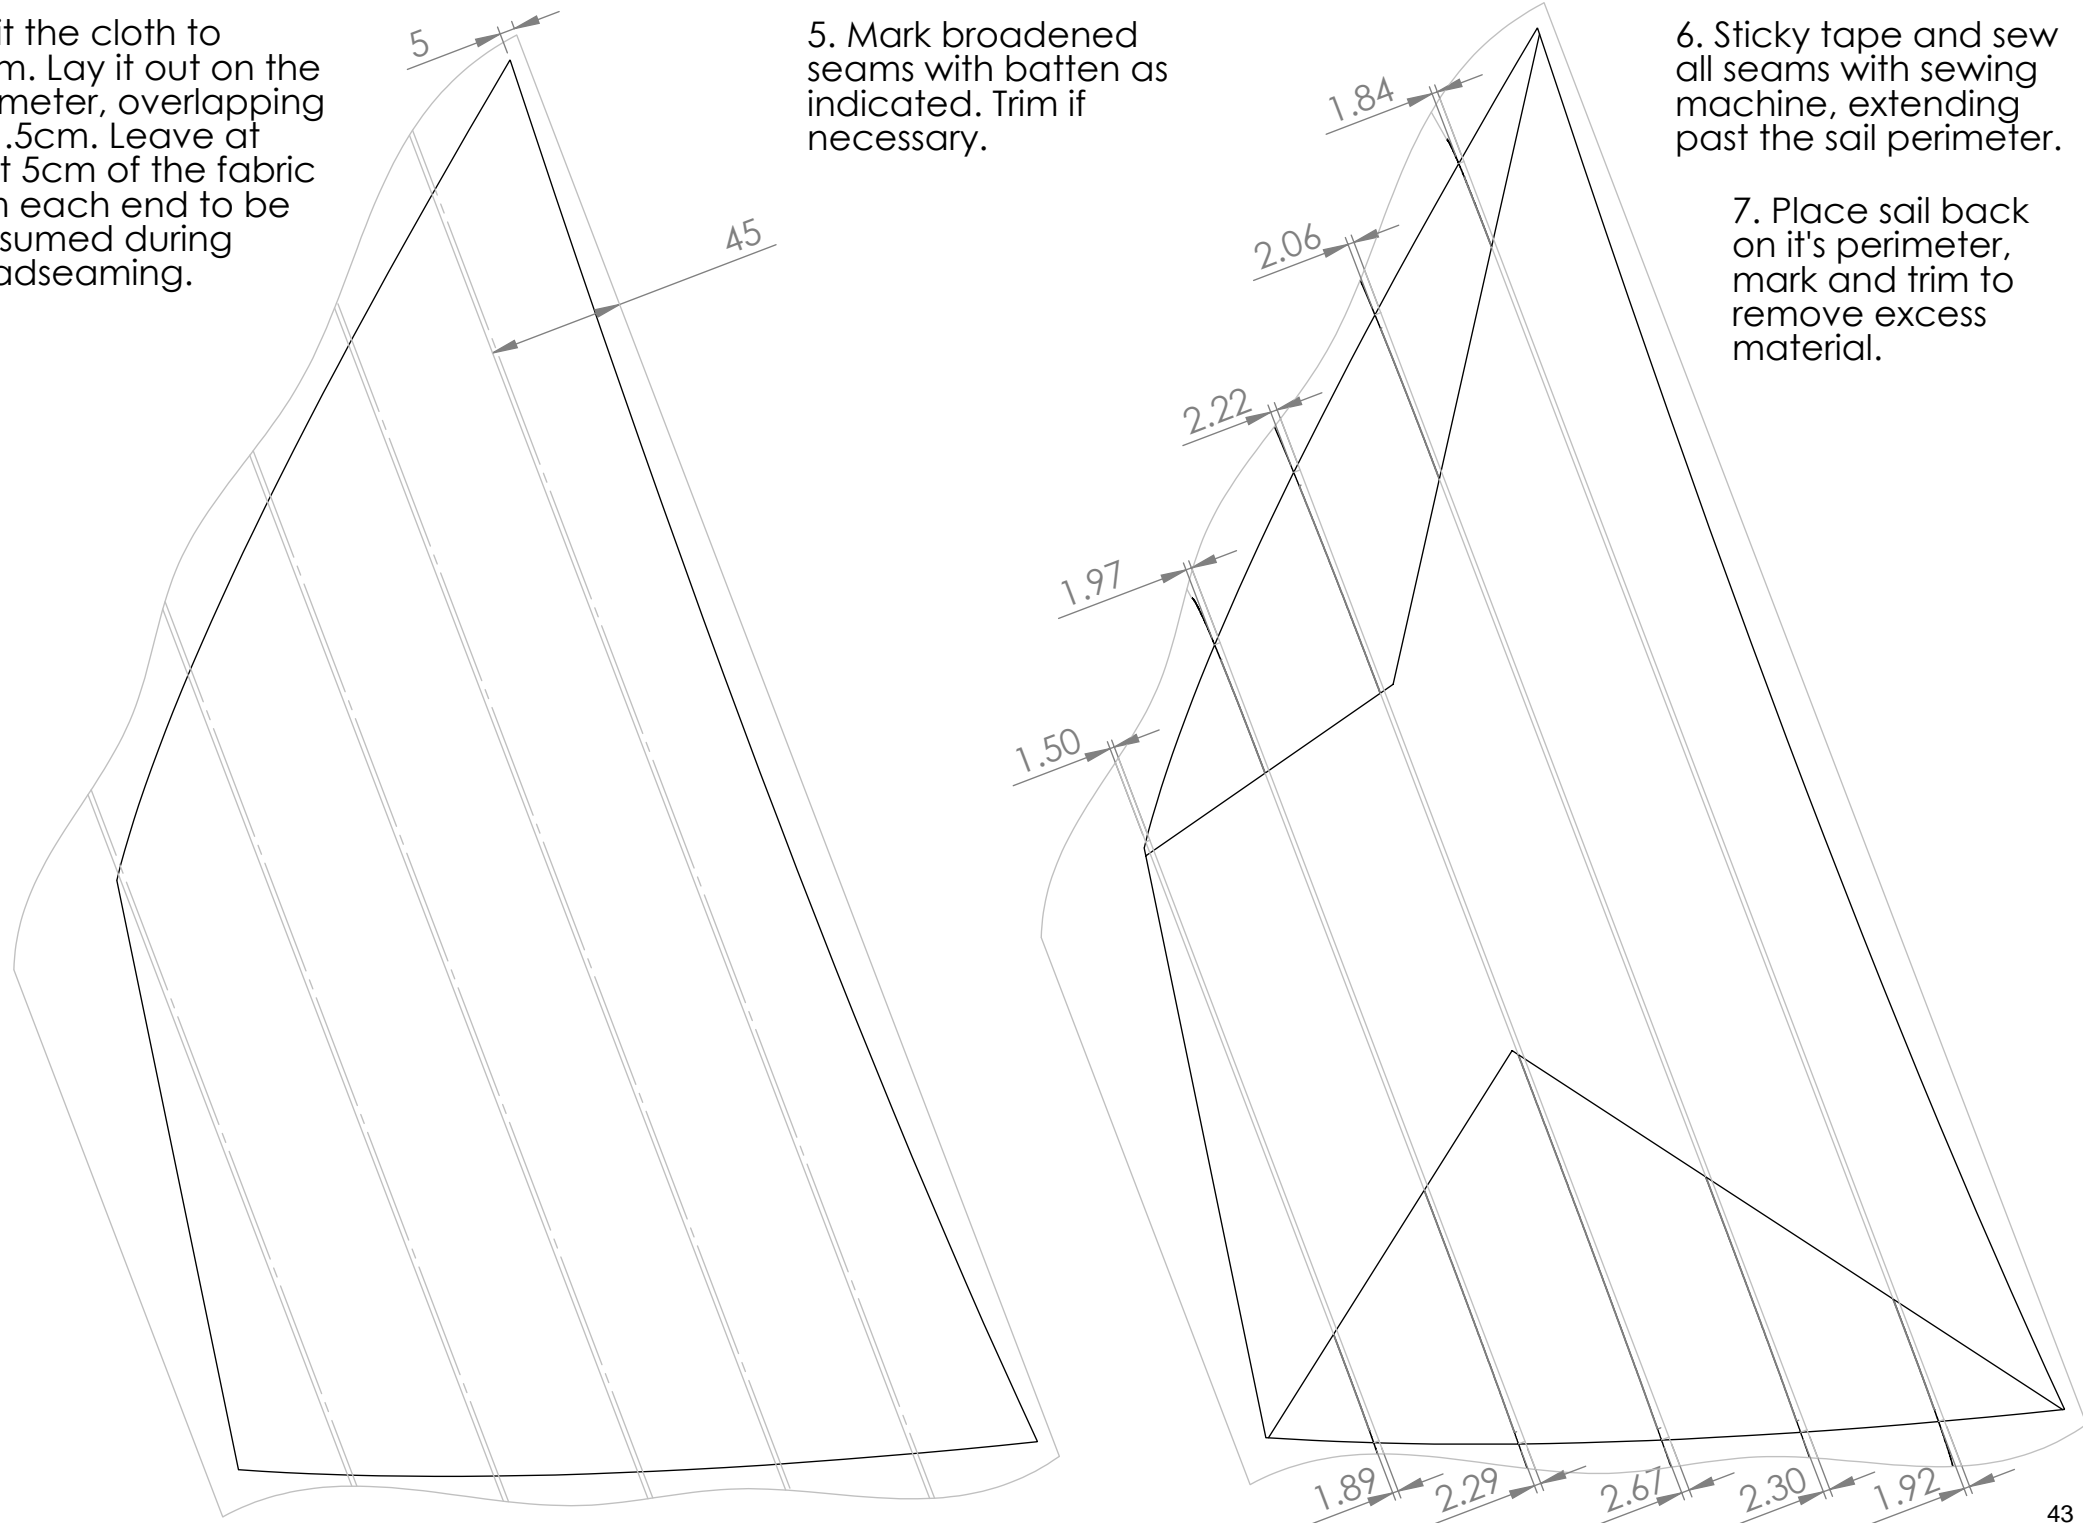 it the cloth to
m. Lay it out on the
meter, overlapping
.5cm. Leave at
t 5cm of the fabric
n each end to be
sumed during
adseaming.
5
45
5. Mark broadened
seams with batten as
indicated. Trim if
necessary.
6. Sticky tape and sew
all seams with sewing
machine, extending
past the sail perimeter.
7. Place sail back
on it's perimeter,
mark and trim to
remove excess
material.
1.84
2.06
2.22
1.97
1.50
1.89
2.29
2.67
2.30
1.92
43